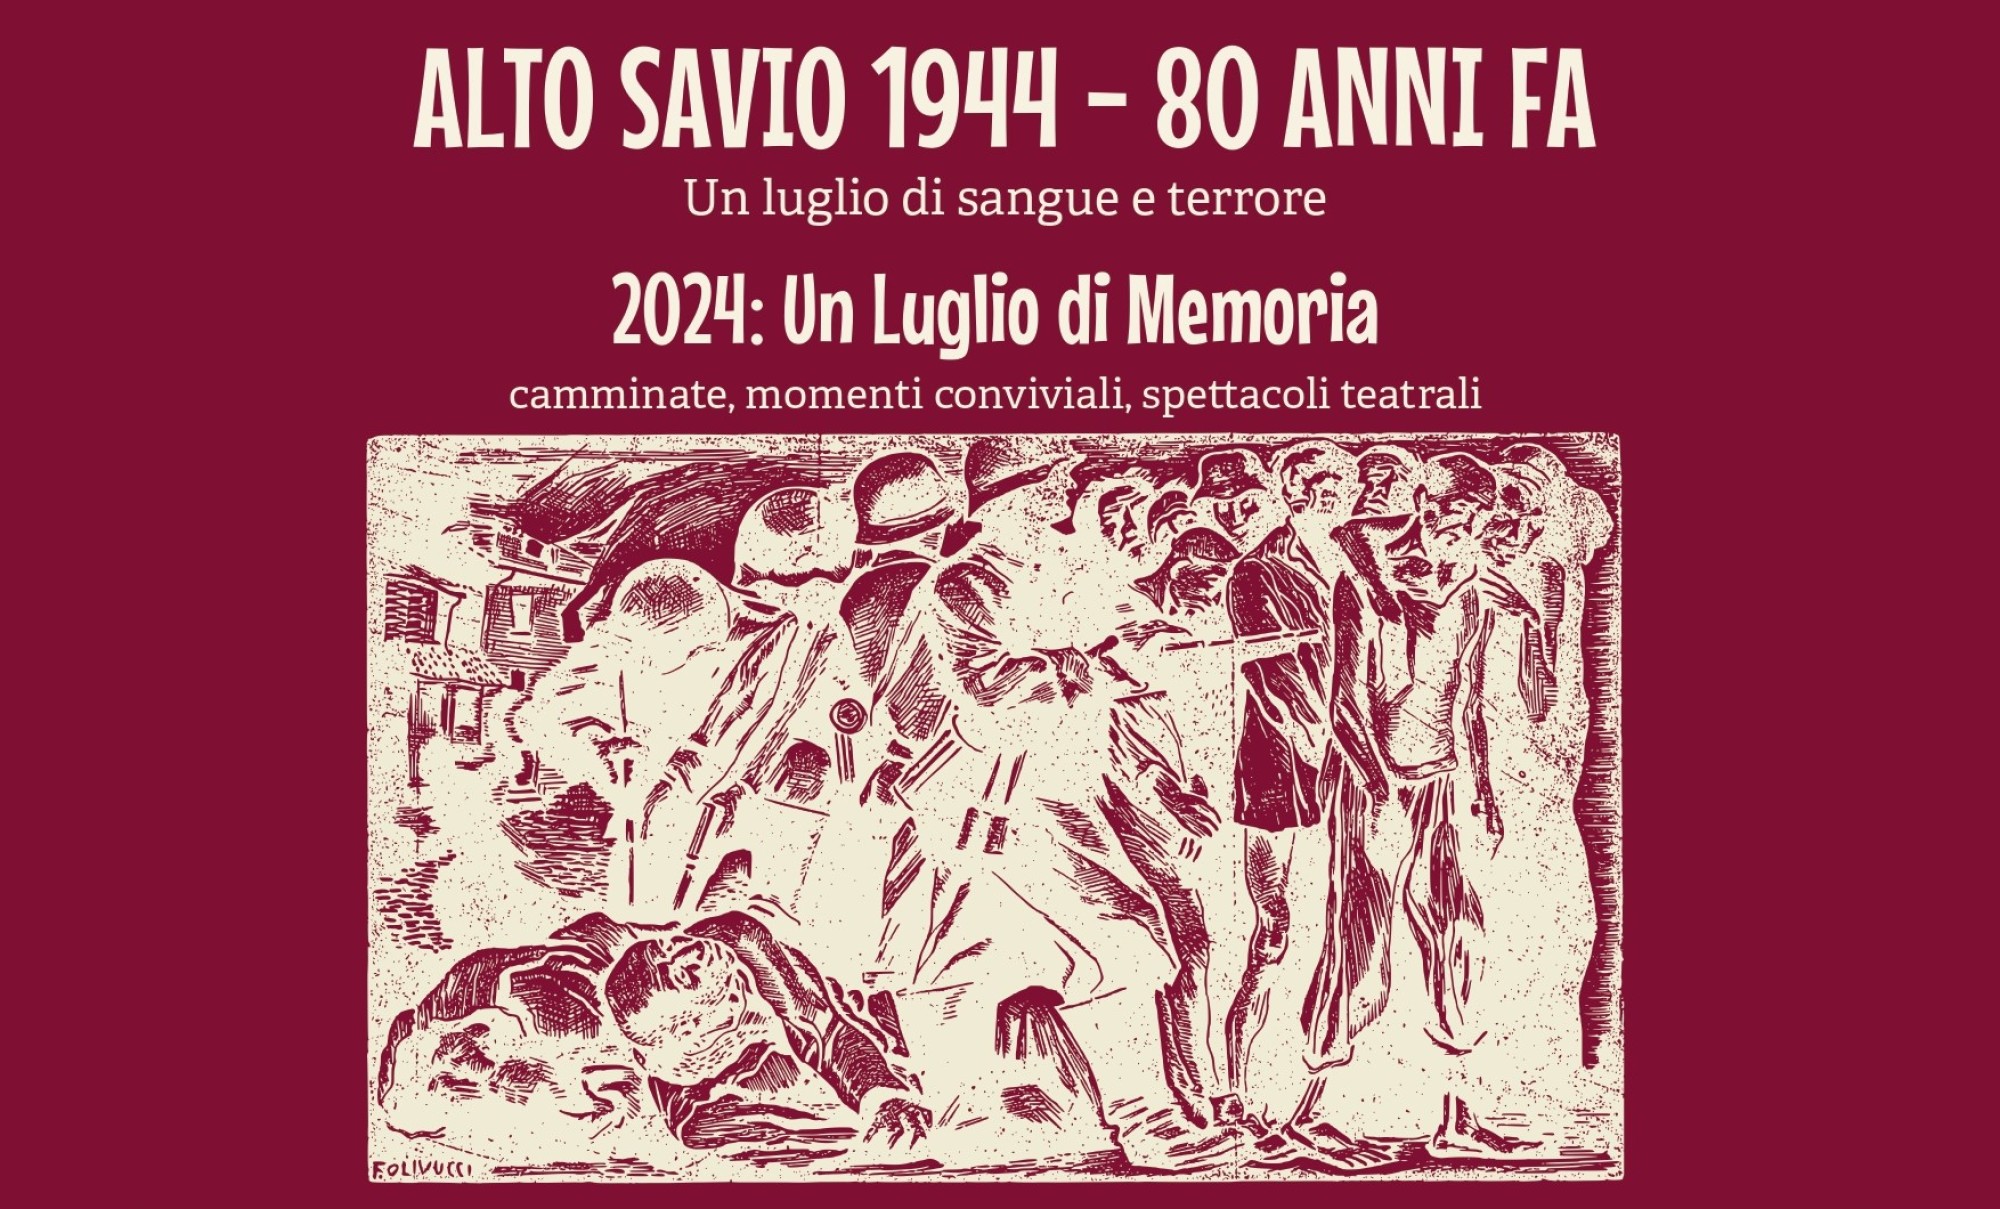 ALTO SAVIO 1944 - 80 ANNI FA
Un luglio di sangue e terrore
2024: Un Luglio di Memoria
camminate, momenti conviviali, spettacoli teatrali
F.OLIVUCCI